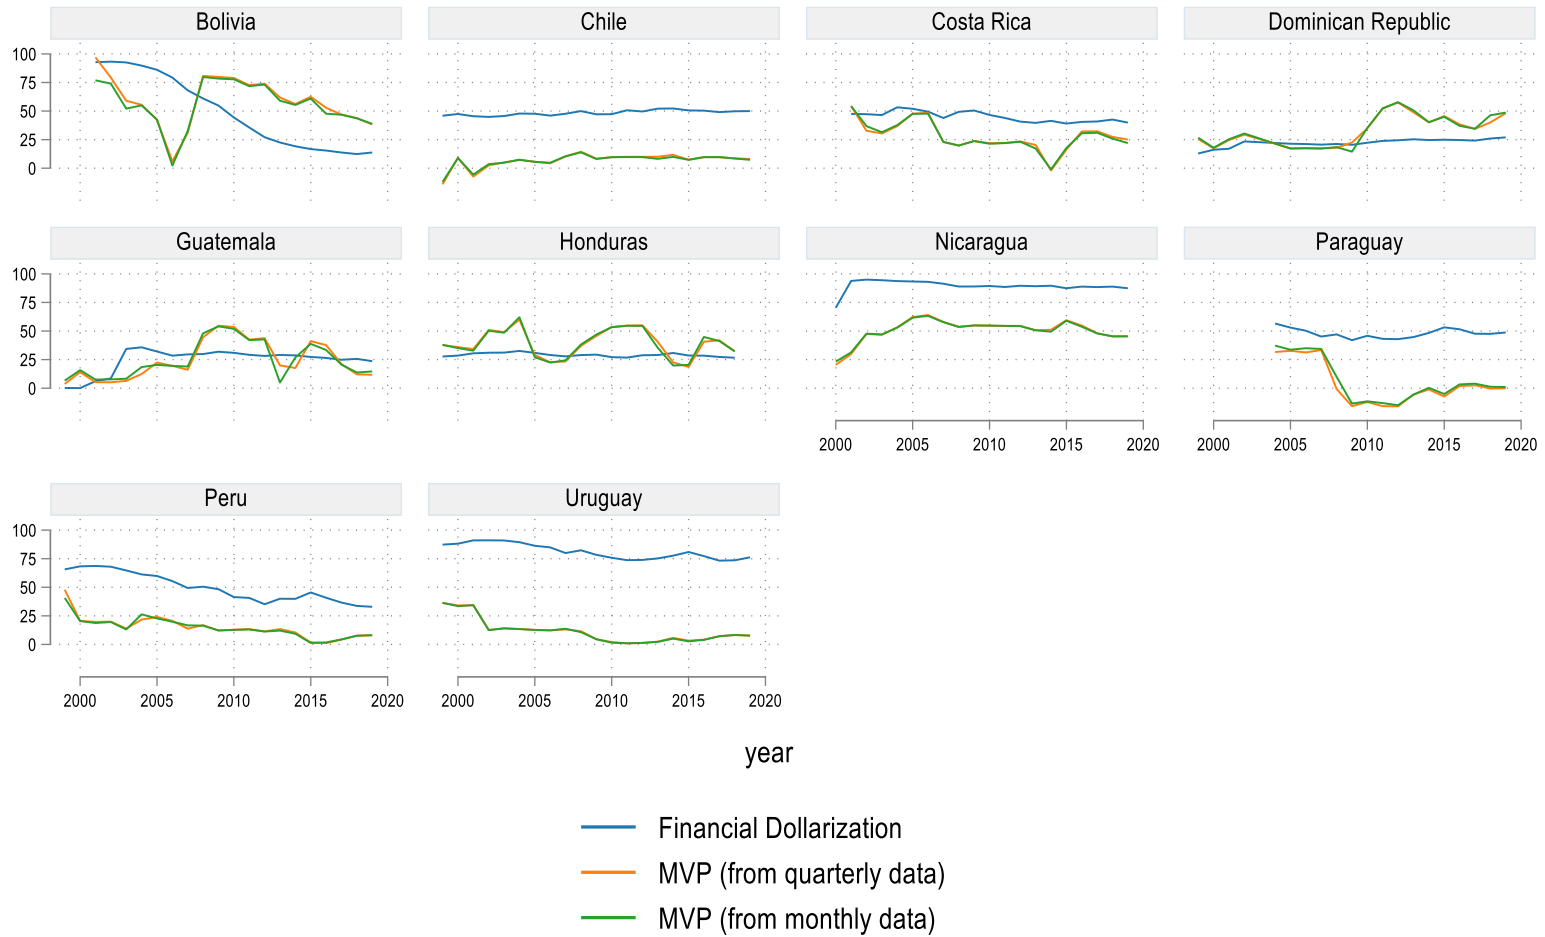 Bolivia Chile Costa Rica Dominican Republic
100
75
50
25
0
Guatemala Honduras Nicaragua Paraguay
100
75
50
25
0
2000 2005 2010 2015 2020 2000 2005 2010 2015 2020
Peru Uruguay
100
75
50
25
0
2000 2005 2010 2015 2020 2000 2005 2010 2015 2020
year
Financial Dollarization
MVP (from quarterly data)
MVP (from monthly data)